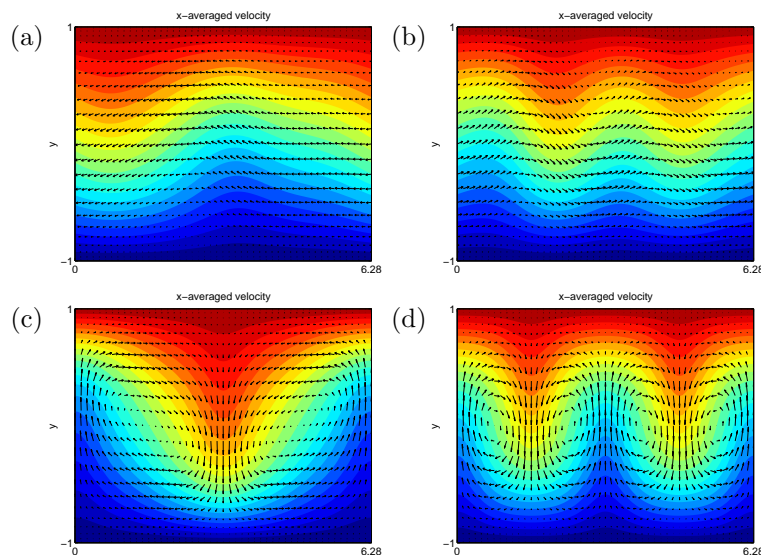 x-averaged velocity
(a)
1
y
−1
0
6.28
x-averaged velocity
(b)
1
y
−1
0
6.28
x-averaged velocity
(c)
1
y
−1
0
6.28
x-averaged velocity
(d)
1
y
−1
0
6.28